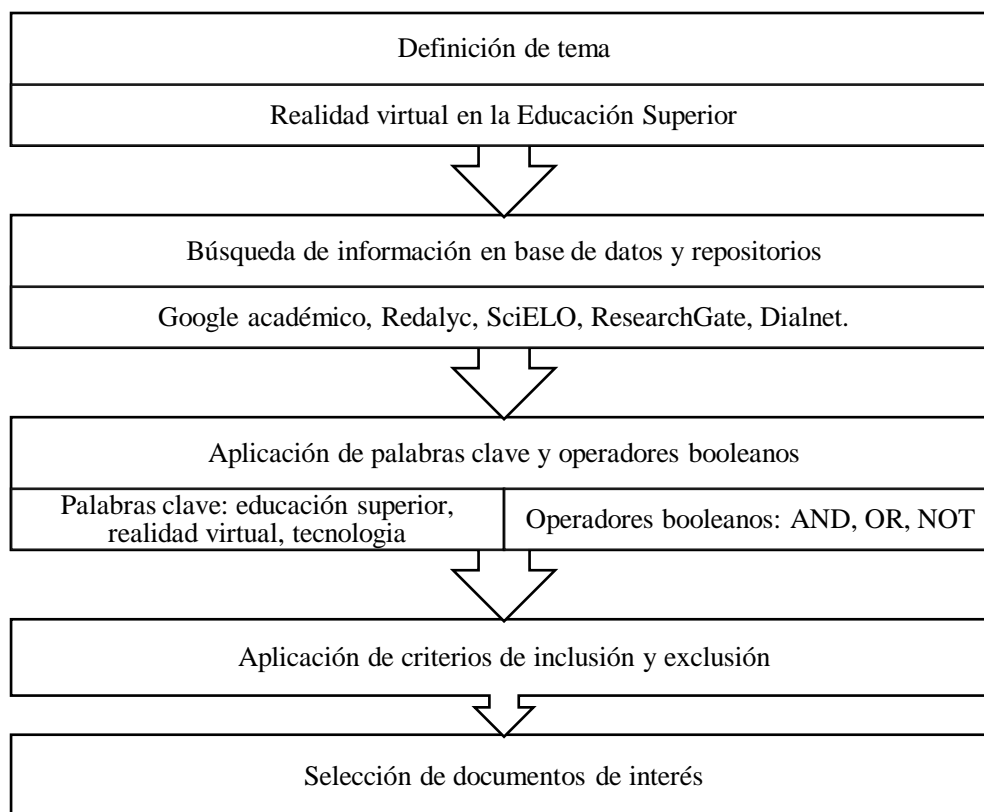 Definición de tema
Realidad virtual en la Educación Superior
Búsqueda de información en base de datos y repositorios
Google académico, Redalyc, SciELO, ResearchGate, Dialnet.
Aplicación de palabras clave y operadores booleanos
Palabras clave: educación superior,
realidad virtual, tecnologia
Operadores booleanos: AND, OR, NOT
Aplicación de criterios de inclusión y exclusión
Selección de documentos de interés